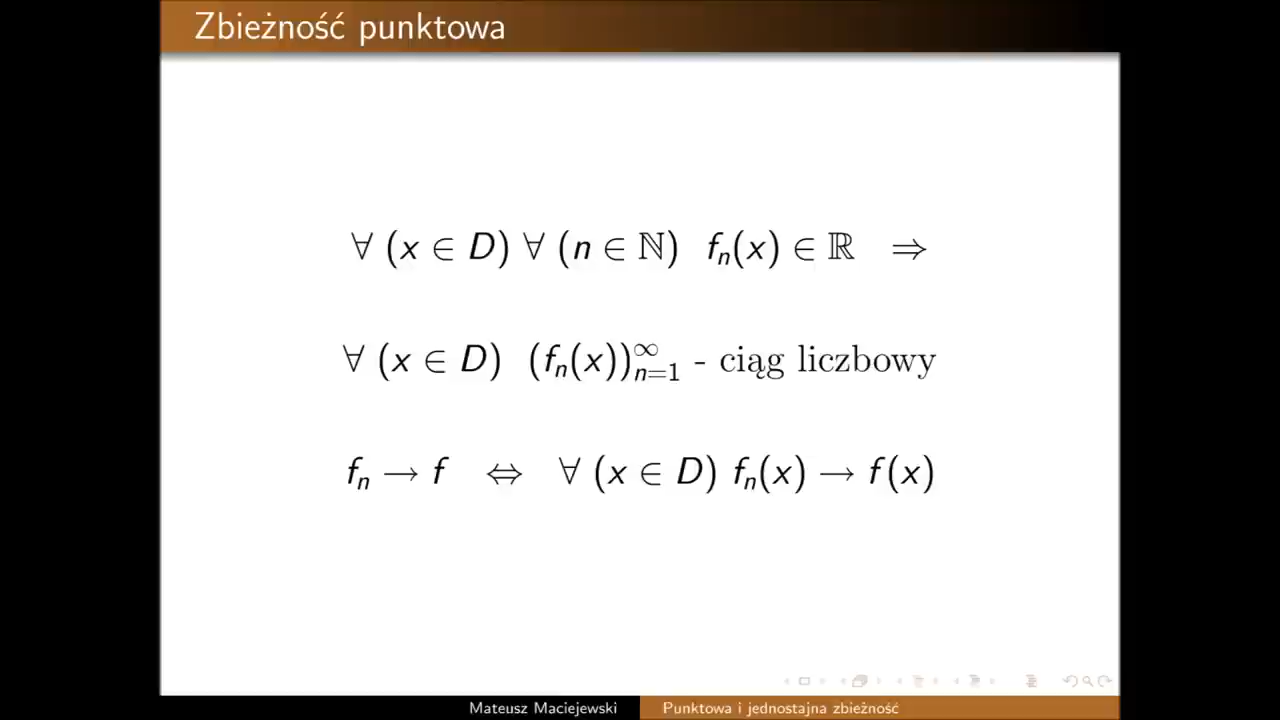 Zbieżność punktowa
∀ (x ∈ D) ∀ (n ∈ ℕ) fₙ(x) ∈ ℝ ⇒
∀ (x ∈ D) (fₙ(x))_{n=1}^{∞} - ciąg liczbowy
fₙ → f ⇔ ∀ (x ∈ D) fₙ(x) → f(x)
Mateusz Maciejewski
Punktowa i jednostajna zbieżność